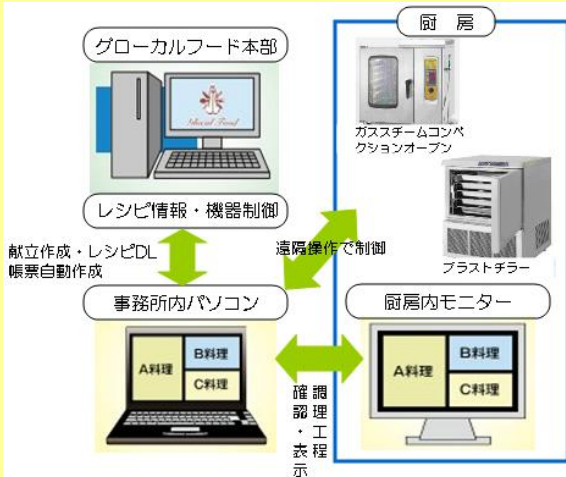 グローカルフード本部
レシピ情報・機器制御
献立作成・レシピDL
帳票自動作成
事務所内パソコン
A料理
B料理
C料理
厨 房
ガススチームコンベ
クションオーブン
ブラストチラー
遠隔操作で制御
厨房内モニター
A料理
B料理
C料理
調理工程
確認・表示